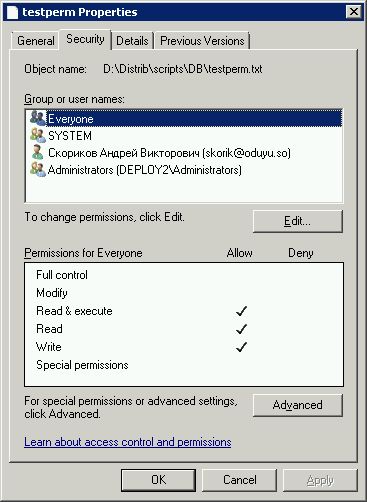 testperm Properties
General Security Details Previous Versions
Object name: D:\Distrib\scripts\DB\testperm.txt
Group or user names:
Everyone
SYSTEM
Скориков Андрей Викторович (skorik@oduyu.so)
Administrators (DEPLOY2\Administrators)
To change permissions, click Edit. Edit...
Permissions for Everyone Allow Deny
Full control
Modify
Read & execute
Read
Write
Special permissions
For special permissions or advanced settings,
click Advanced. Advanced
Learn about access control and permissions
OK Cancel Apply